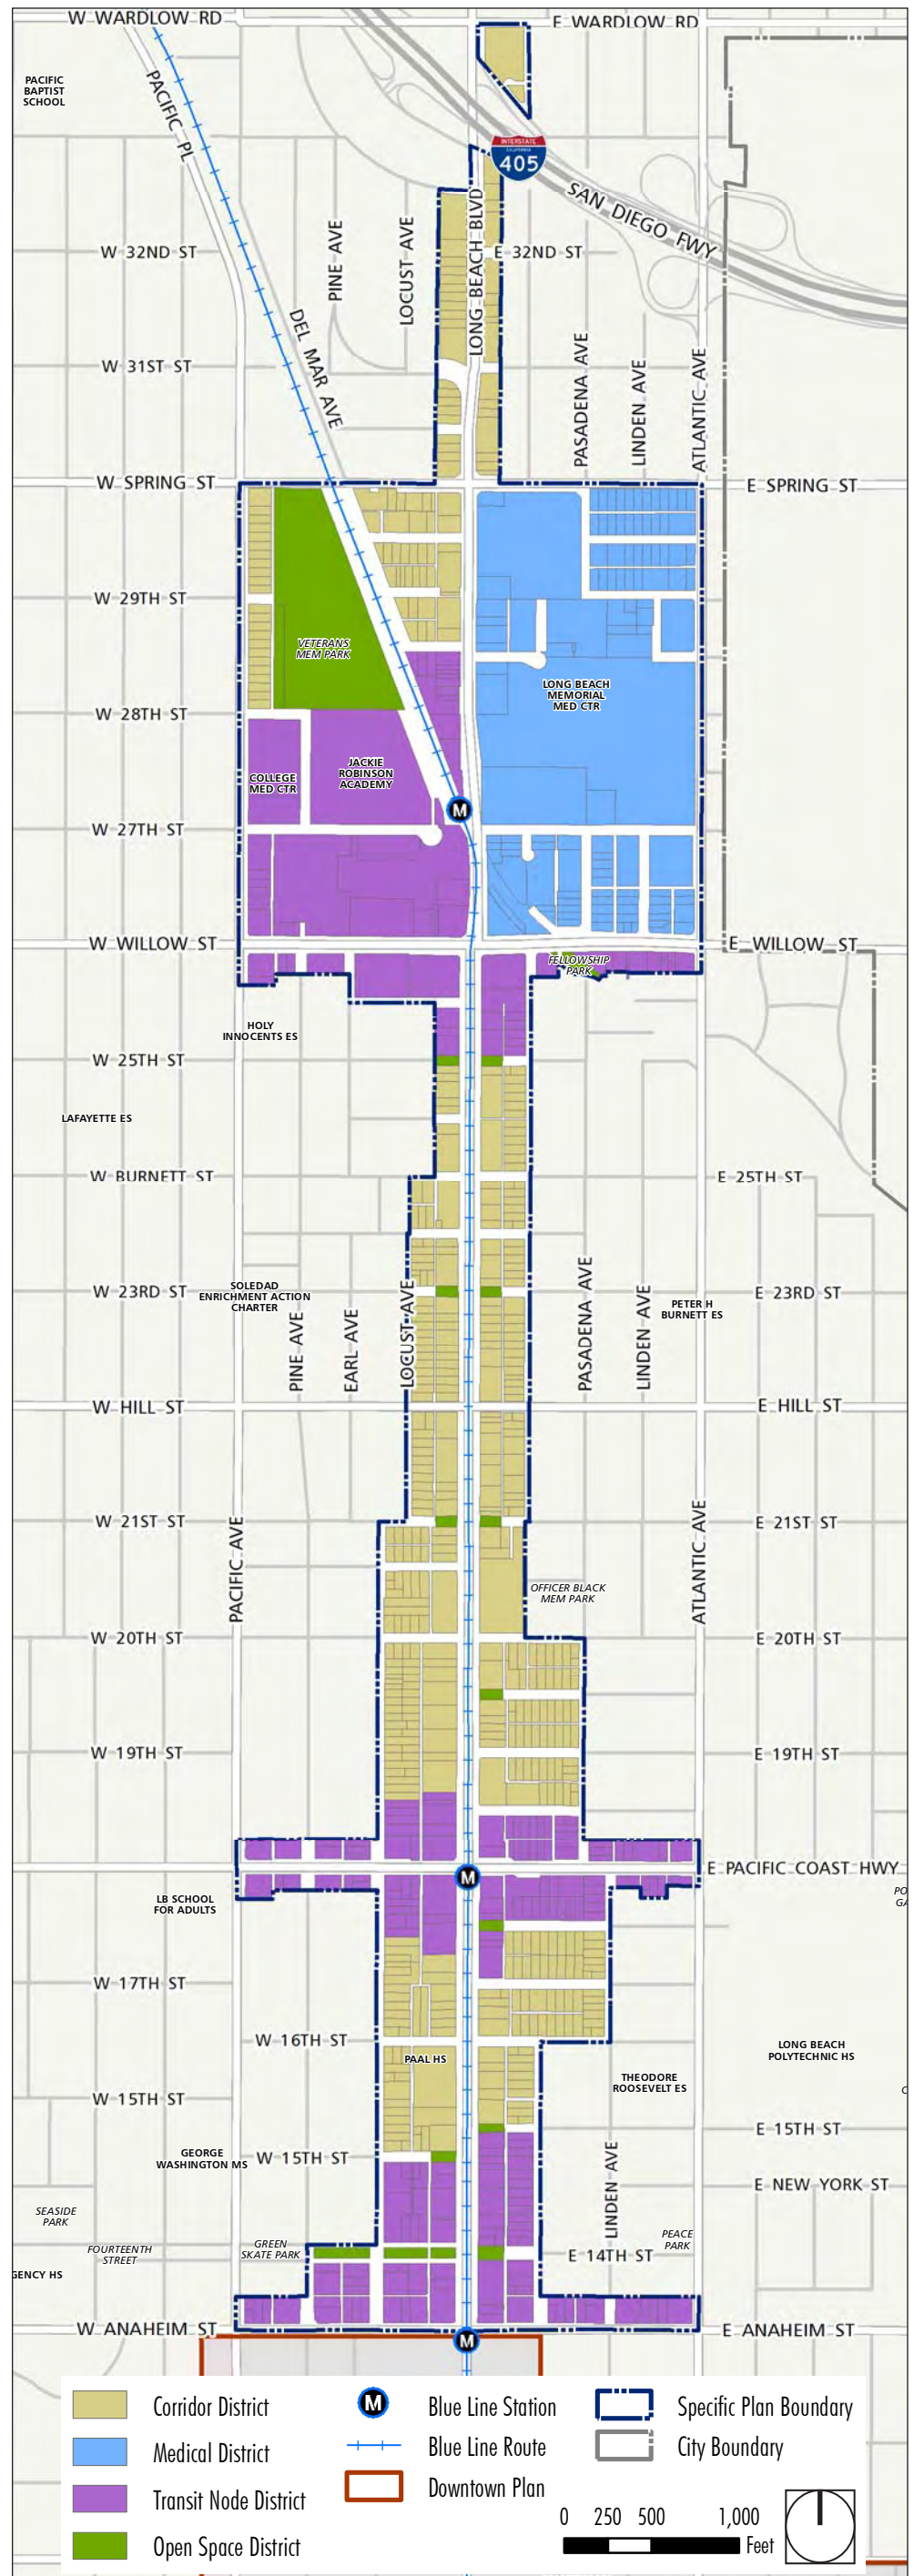 W WARDLOW RD
E WARDLOW RD
PACIFIC
BAPTIST
SCHOOL
PACIFIC PL
INTERSTATE
CALIFORNIA
405
SAN DIEGO FWY
W 32ND ST
PINE AVE
LOCUST AVE
LONG BEACH BLVD
E 32ND ST
DEL MAR AVE
W 31ST ST
PASADENA AVE
LINDEN AVE
ATLANTIC AVE
W SPRING ST
E SPRING ST
W 29TH ST
VETERANS
MEM PARK
LONG BEACH
MEMORIAL
MED CTR
W 28TH ST
COLLEGE
MED CTR
JACKIE
ROBINSON
ACADEMY
M
W 27TH ST
W WILLOW ST
E WILLOW ST
FELLOWSHIP
PARK
HOLY
INNOCENTS ES
W 25TH ST
LAFAYETTE ES
W BURNETT ST
E 25TH ST
W 23RD ST
SOLEDAD
ENRICHMENT ACTION
CHARTER
PINE AVE
EARL AVE
LOCUST AVE
PASADENA AVE
LINDEN AVE
PETER H
BURNETT ES
E 23RD ST
W HILL ST
E HILL ST
W 21ST ST
E 21ST ST
PACIFIC AVE
ATLANTIC AVE
OFFICER BLACK
MEM PARK
W 20TH ST
E 20TH ST
W 19TH ST
E 19TH ST
E PACIFIC COAST HWY
M
LB SCHOOL
FOR ADULTS
PO
GA
W 17TH ST
W 16TH ST
PAAL HS
LONG BEACH
POLYTECHNIC HS
THEODORE
ROOSEVELT ES
C
W 15TH ST
E 15TH ST
GEORGE
WASHINGTON MS
W 15TH ST
LINDEN AVE
E NEW YORK ST
SEASIDE
PARK
FOURTEENTH
STREET
GREEN
SKATE PARK
PEACE
PARK
E 14TH ST
GENCY HS
W ANAHEIM ST
E ANAHEIM ST
M
Corridor District
Medical District
Transit Node District
Open Space District
M
Blue Line Station
Blue Line Route
Downtown Plan
Specific Plan Boundary
City Boundary
0 250 500 1,000
Feet